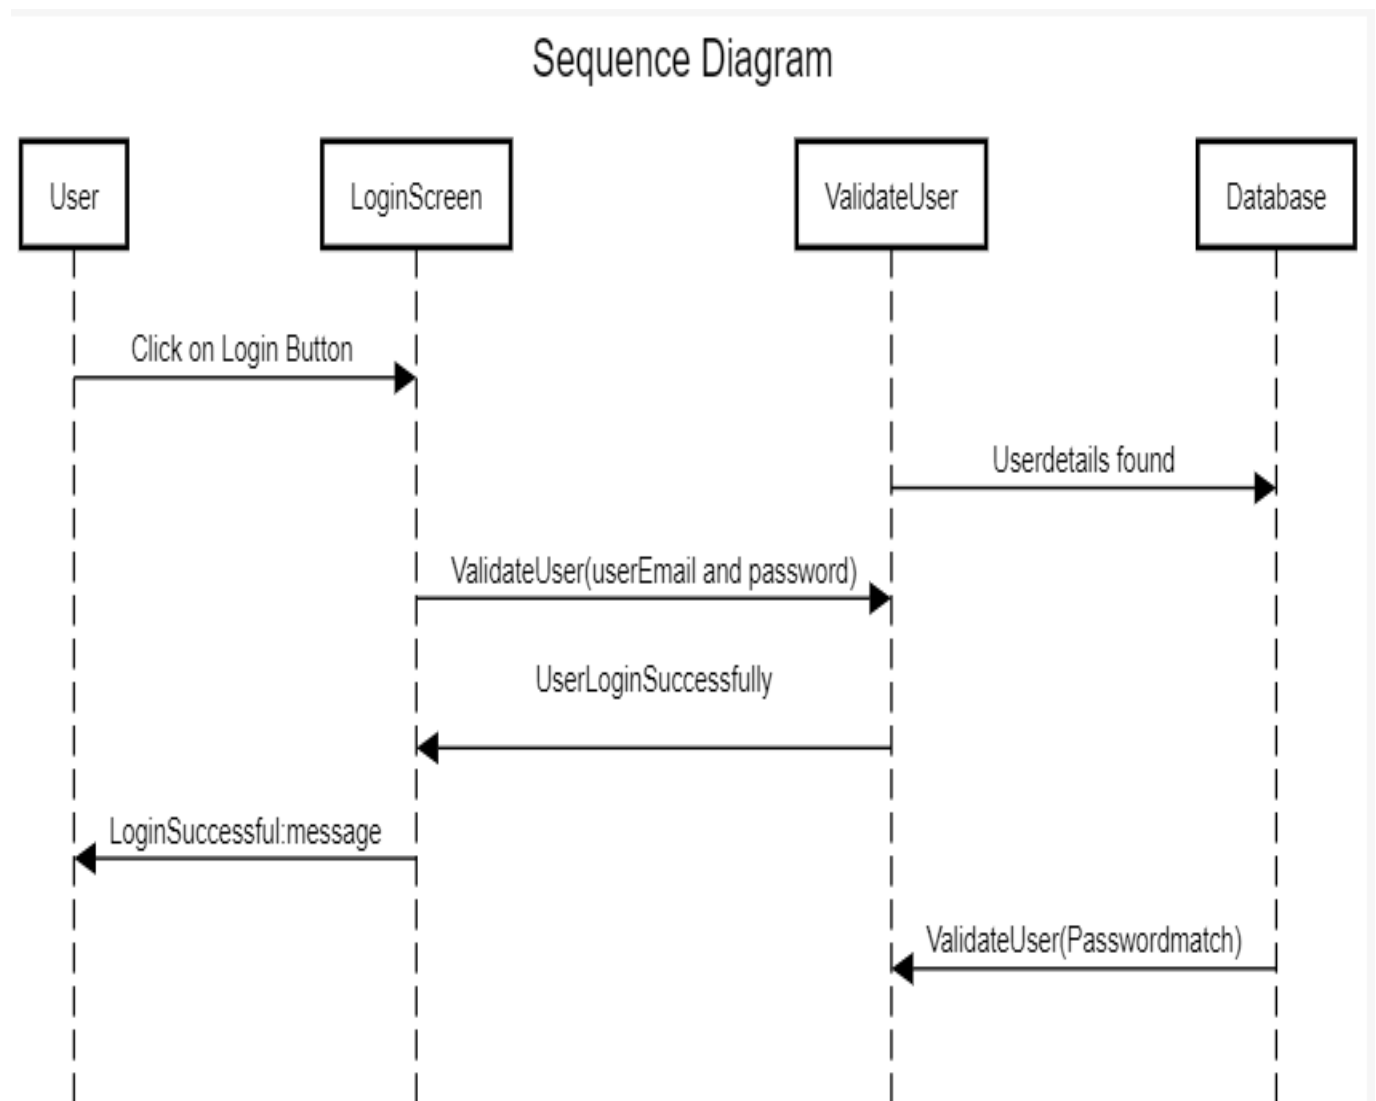 Sequence Diagram
User
LoginScreen
ValidateUser
Database
Click on Login Button
Userdetails found
ValidateUser(userEmail and password)
UserLoginSuccessfully
LoginSuccessful:message
ValidateUser(Passwordmatch)